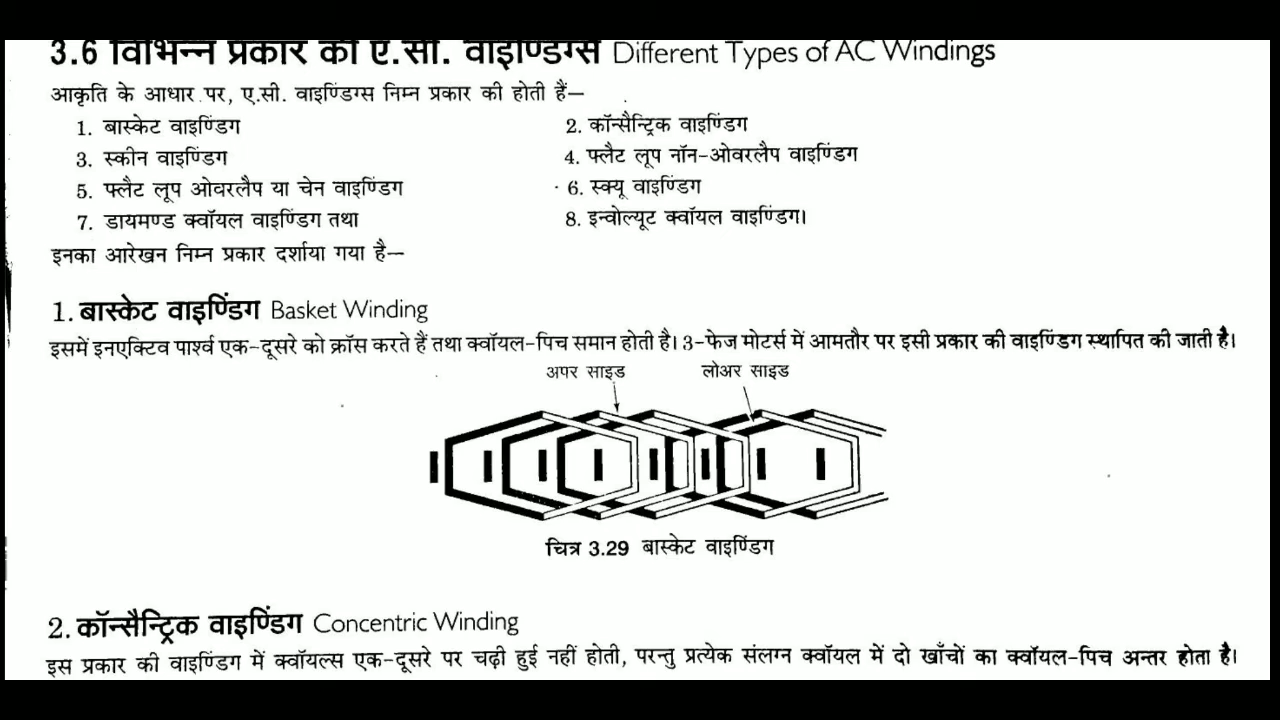 3.6 विभिन्न प्रकार की ए.सी. वाइण्डिंग्स Different Types of AC Windings
आकृति के आधार पर, ए.सी. वाइण्डिंग्स निम्न प्रकार की होती हैं—
1. बास्केट वाइण्डिंग 2. कॉन्सैन्ट्रिक वाइण्डिंग
3. स्कीन वाइण्डिंग 4. फ्लैट लूप नॉन-ओवरलैप वाइण्डिंग
5. फ्लैट लूप ओवरलैप या चेन वाइण्डिंग 6. स्क्यू वाइण्डिंग
7. डायमण्ड क्वॉयल वाइण्डिंग तथा 8. इन्वोल्यूट क्वॉयल वाइण्डिंग।
इनका आरेखन निम्न प्रकार दर्शाया गया है—
1. बास्केट वाइण्डिंग Basket Winding
इसमें इनएक्टिव पार्श्व एक-दूसरे को क्रॉस करते हैं तथा क्वॉयल-पिच समान होती है। 3-फेज मोटर्स में आमतौर पर इसी प्रकार की वाइण्डिंग स्थापित की जाती है।
अपर साइड लोअर साइड
चित्र 3.29 बास्केट वाइण्डिंग
2. कॉन्सैन्ट्रिक वाइण्डिंग Concentric Winding
इस प्रकार की वाइण्डिंग में क्वॉयल्स एक-दूसरे पर चढ़ी हुई नहीं होती, परन्तु प्रत्येक संलग्न क्वॉयल में दो खाँचों का क्वॉयल-पिच अन्तर होता है।